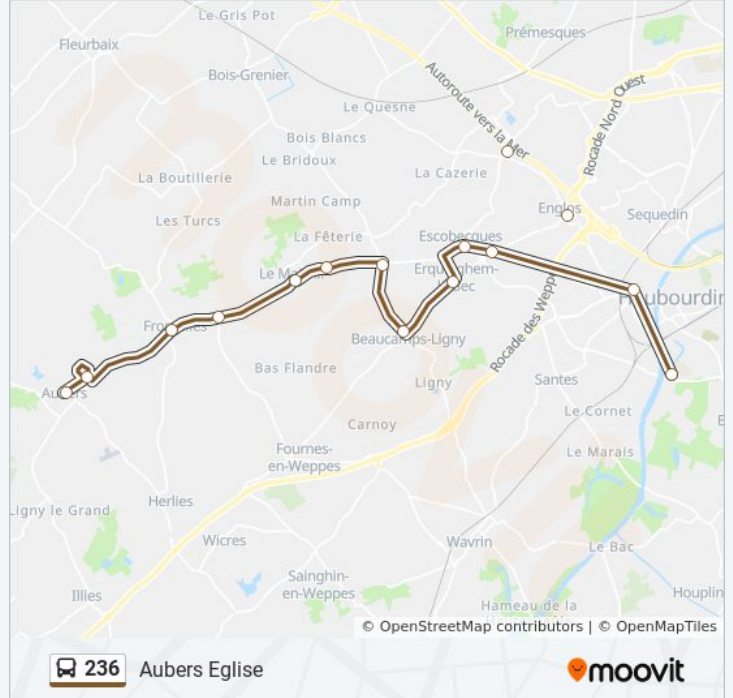 Le Gris Pot
Prémesques
Fleurbaix
Bois-Grenier
Autoroute vers la Mer
Rocade Nord Ouest
Le Quesne
Bois Blancs
Le Bridoux
La Cazerie
La Boutillerie
Martin Camp
Englos
Sequedin
Les Turcs
La Fêterie
Escobecques
Beaucamps-Ligny
Rocade des Weppes
Bas Flandre
Ligny
Santes
Carnoy
Le Cornet
Fournes-
en-Weppes
Le Marais
Herlies
Ligny le Grand
Wicres
Wavrin
Le Bac
Sainghin-
en-Weppes
Illies
Houplin
Hameau de la
© OpenStreetMap contributors | © OpenMapTiles
236 Aubers Eglise
moovit